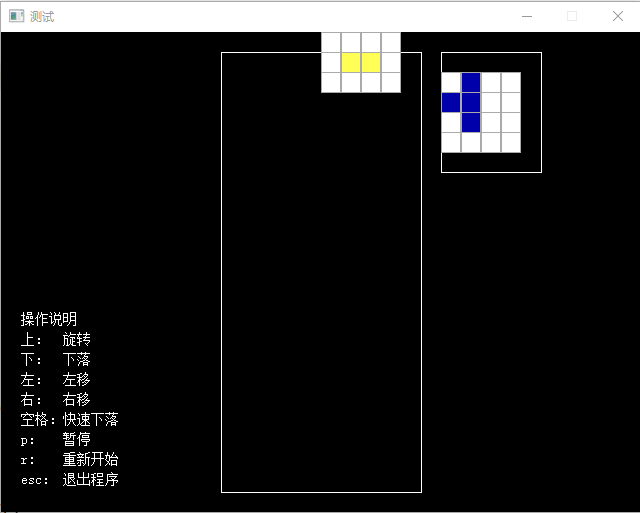 测试
操作说明
上： 旋转
下： 下落
左： 左移
右： 右移
空格：快速下落
p： 暂停
r： 重新开始
esc： 退出程序